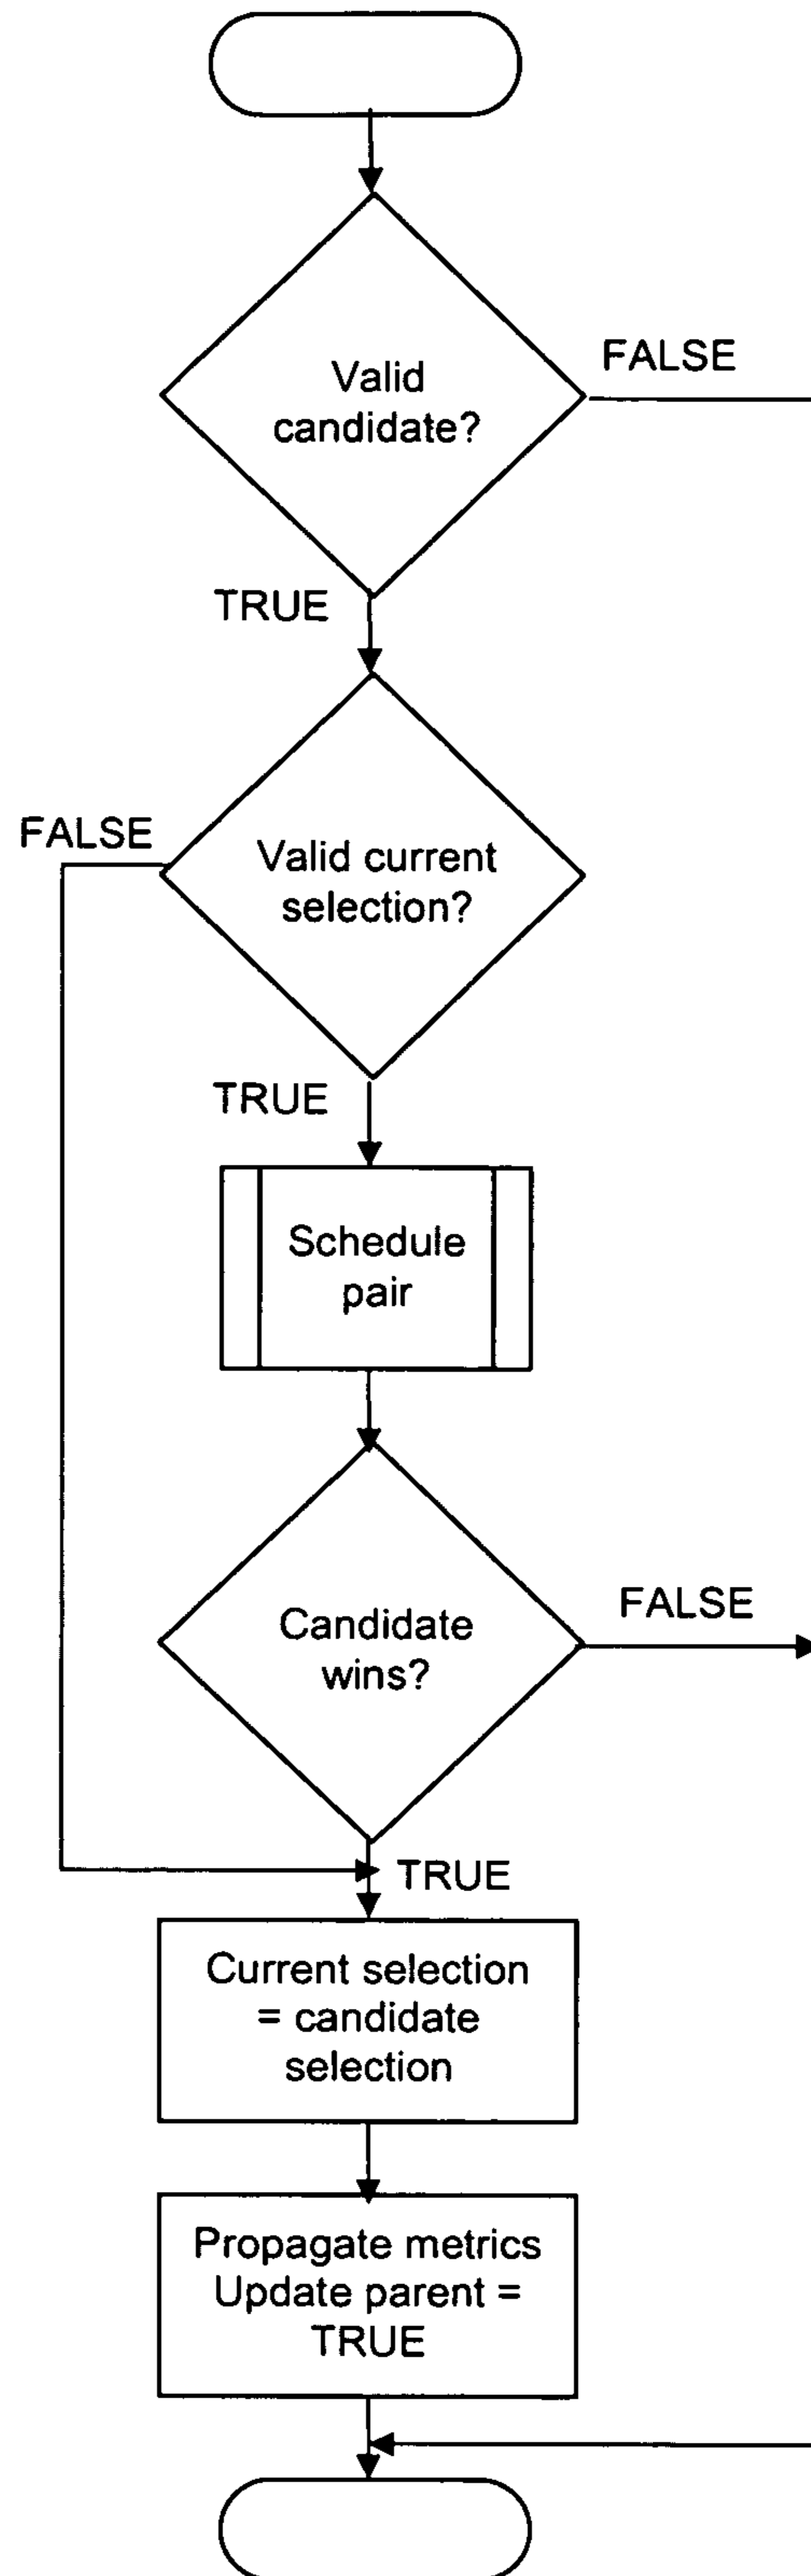 Valid
candidate?
FALSE
TRUE
FALSE
Valid current
selection?
TRUE
Schedule
pair
Candidate
wins?
FALSE
TRUE
Current selection
= candidate
selection
Propagate metrics
Update parent =
TRUE